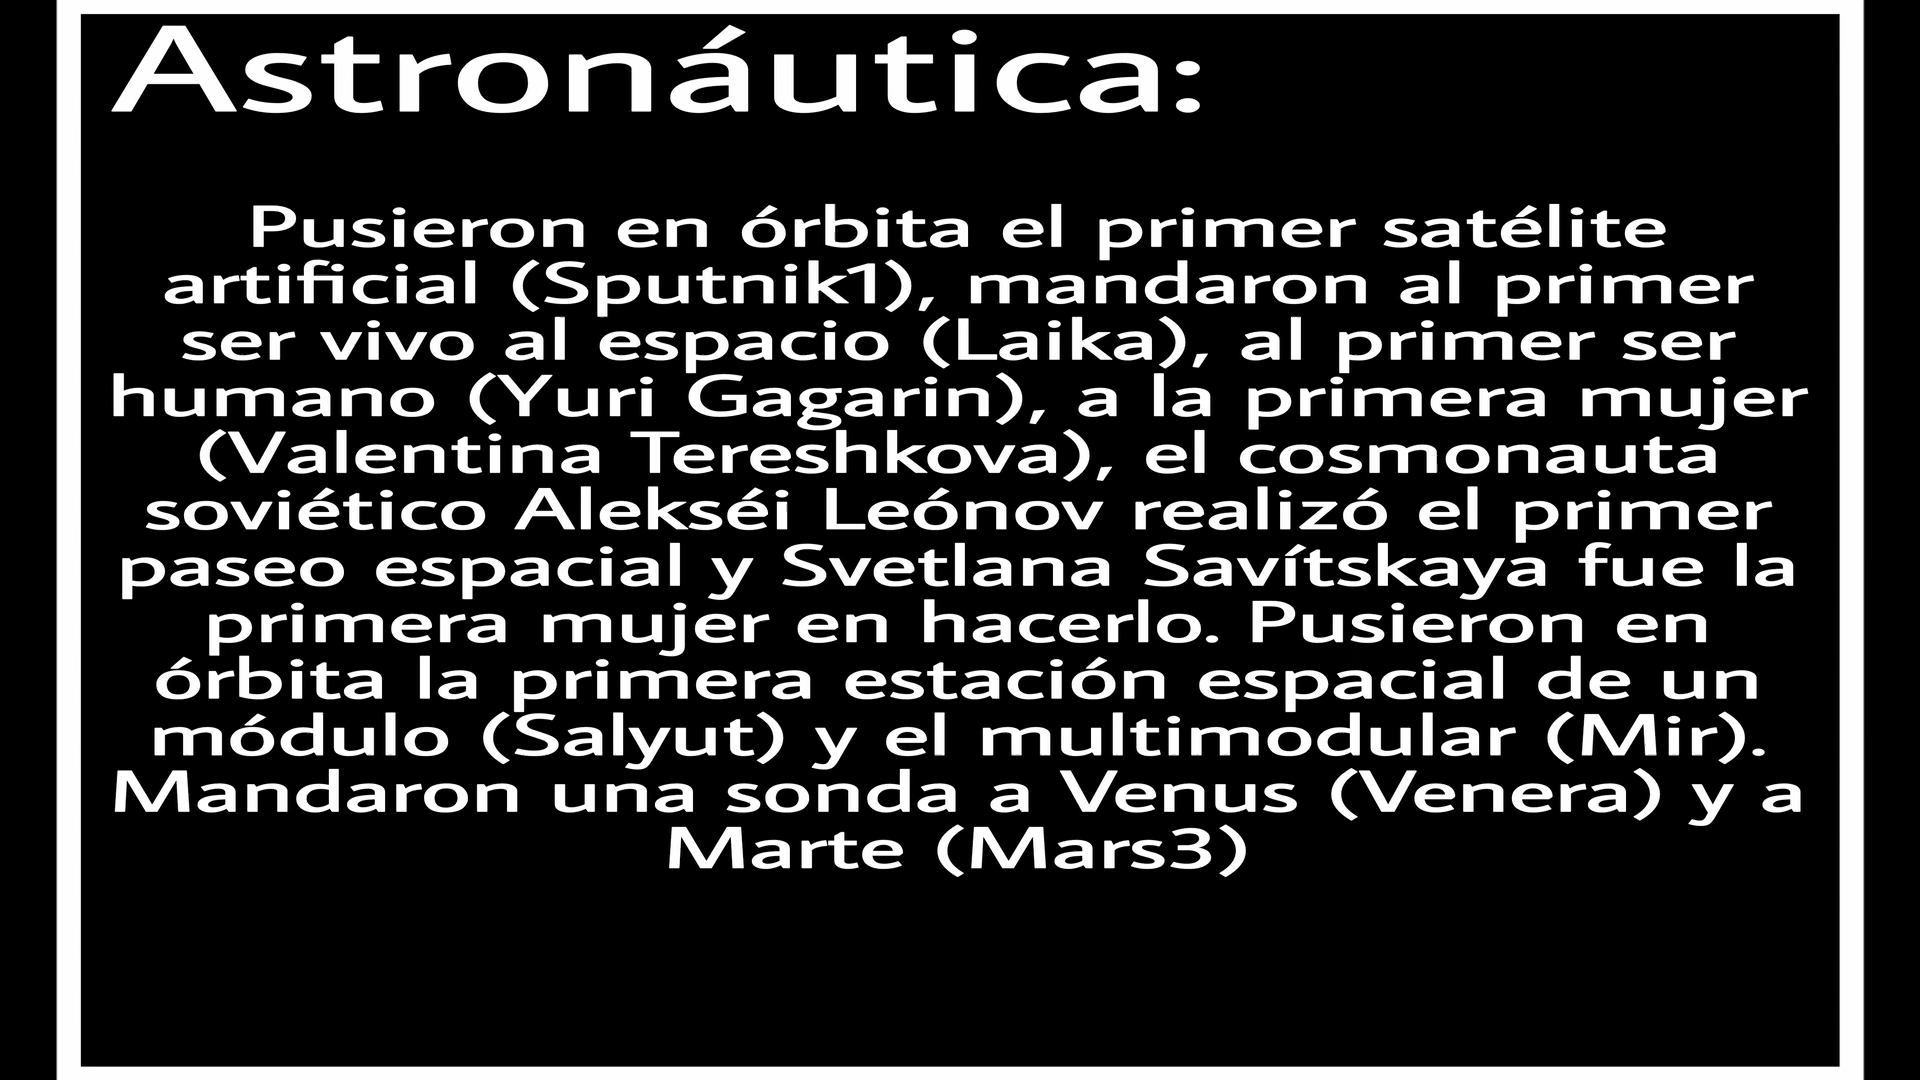 Astronáutica:
Pusieron en órbita el primer satélite
artificial (Sputnik1), mandaron al primer
ser vivo al espacio (Laika), al primer ser
humano (Yuri Gagarin), a la primera mujer
(Valentina Tereshkova), el cosmonauta
soviético Alekséi Leónov realizó el primer
paseo espacial y Svetlana Savítskaya fue la
primera mujer en hacerlo. Pusieron en
órbita la primera estación espacial de un
módulo (Salyut) y el multimodular (Mir).
Mandaron una sonda a Venus (Venera) y a
Marte (Mars3)